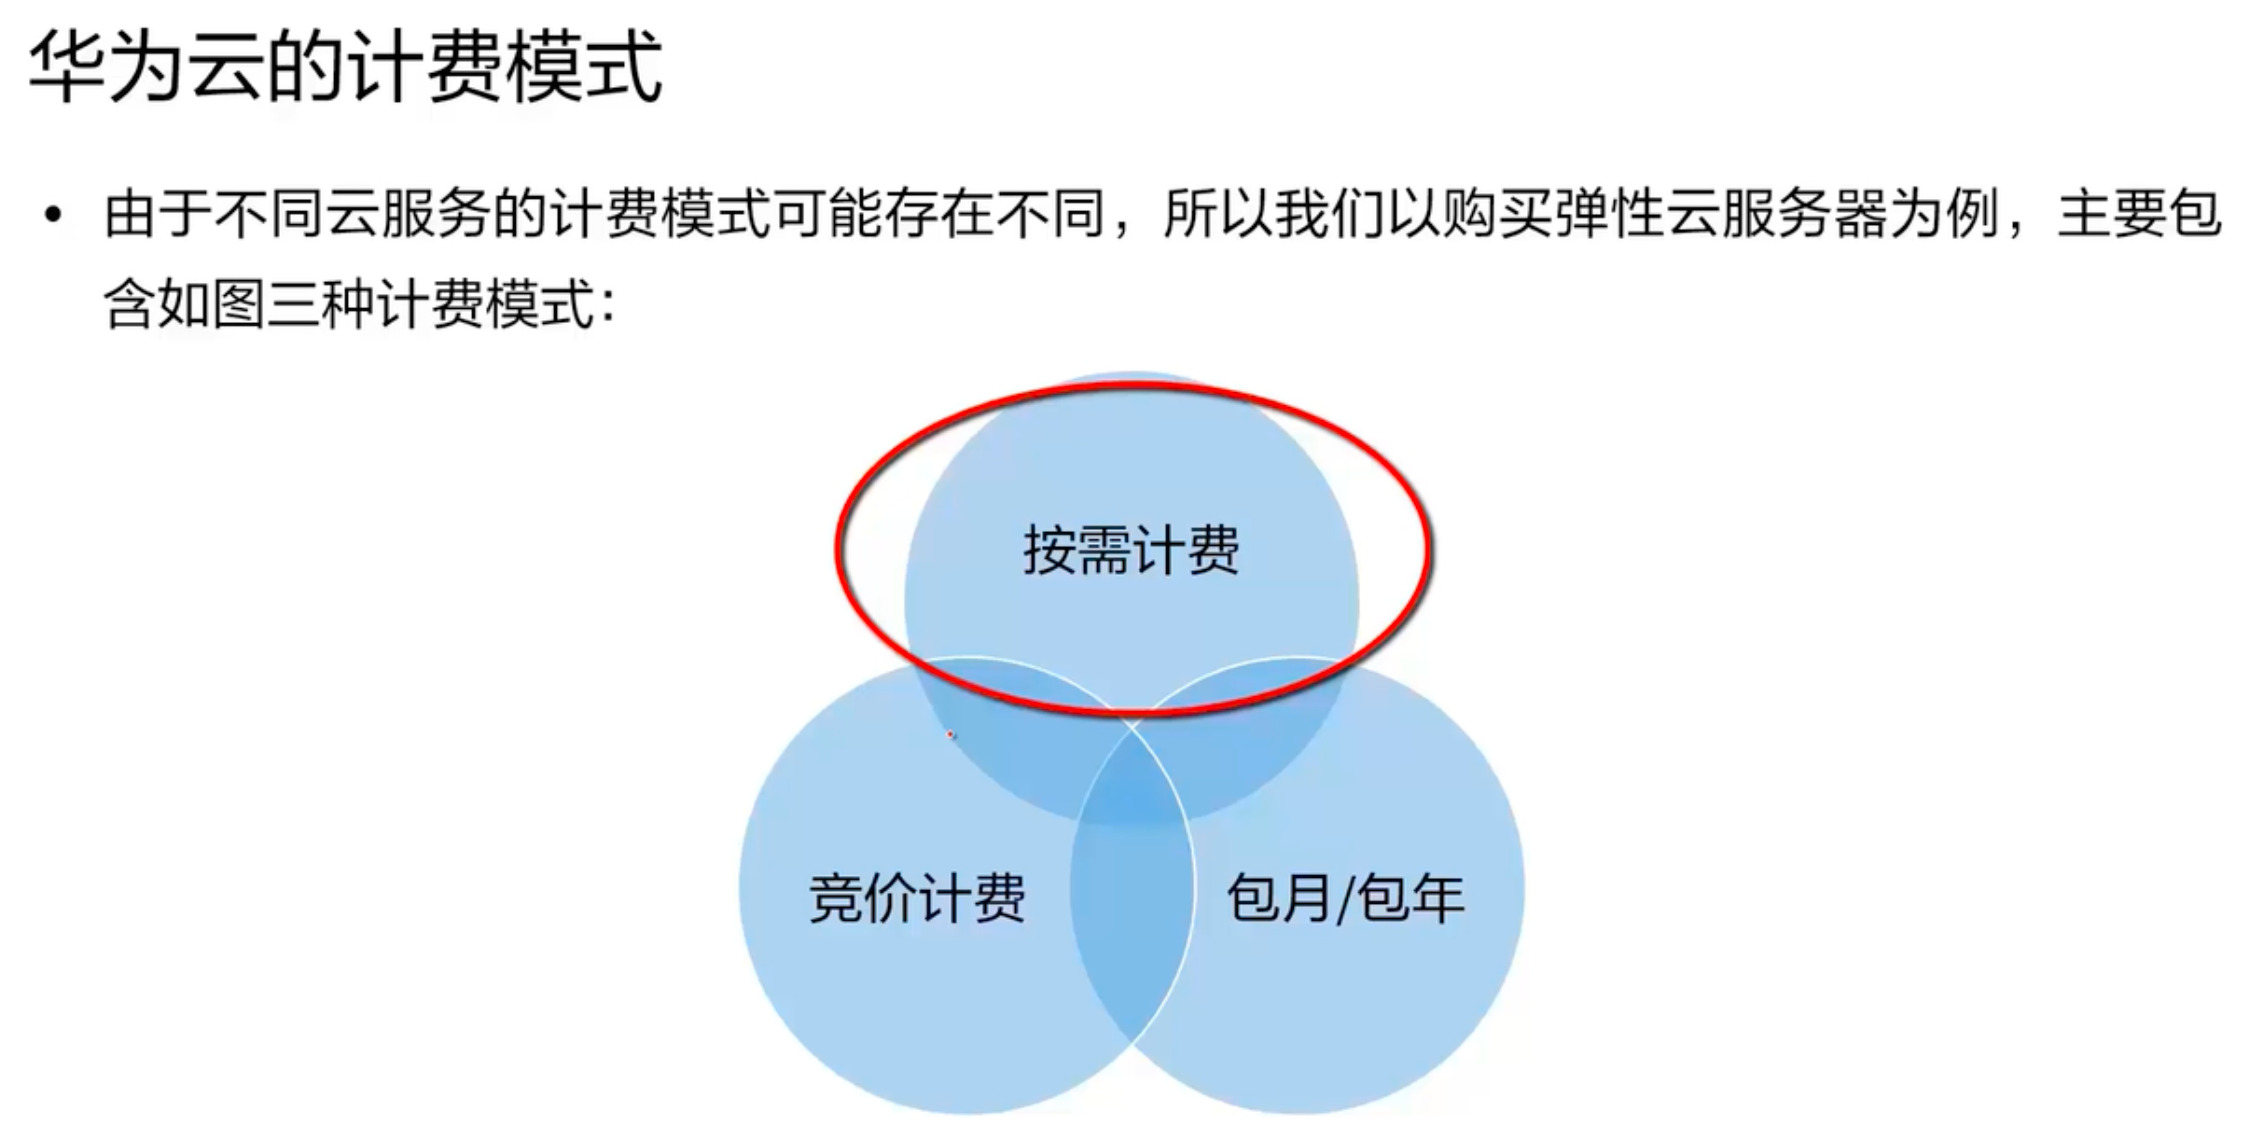 华为云的计费模式
• 由于不同云服务的计费模式可能存在不同，所以我们以购买弹性云服务器为例，主要包
含如图三种计费模式：
按需计费
竞价计费
包月/包年